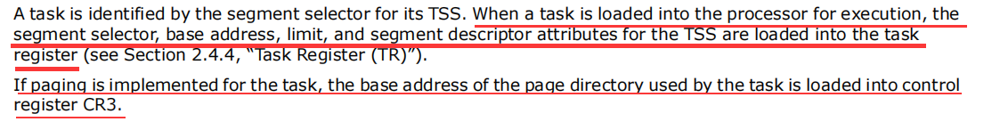 A task is identified by the segment selector for its TSS. When a task is loaded into the processor for execution, the
segment selector, base address, limit, and segment descriptor attributes for the TSS are loaded into the task
register (see Section 2.4.4, “Task Register (TR)”).
If paging is implemented for the task, the base address of the page directory used by the task is loaded into control
register CR3.